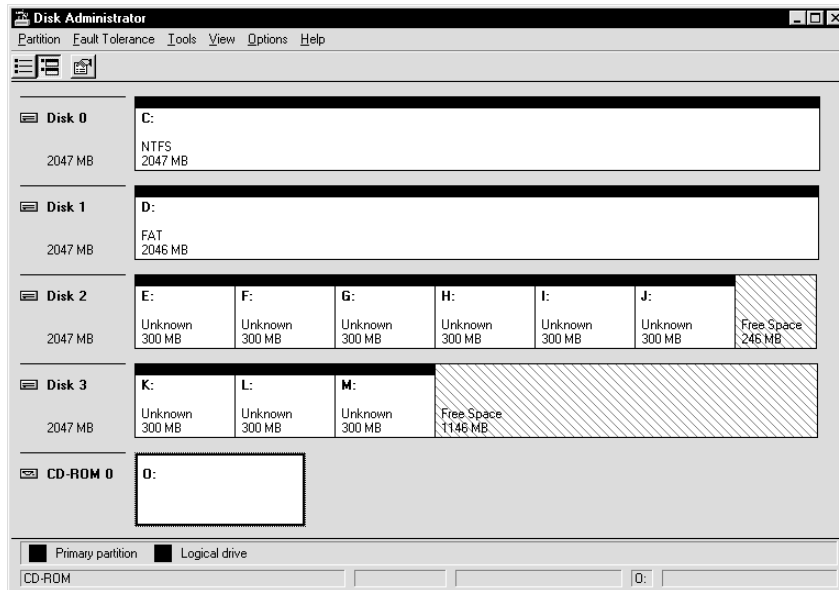 Disk Administrator
Partition Fault Tolerance Tools View Options Help
Disk 0
2047 MB
C:
NTFS
2047 MB
Disk 1
2047 MB
D:
FAT
2046 MB
Disk 2
2047 MB
E:
Unknown
300 MB
F:
Unknown
300 MB
G:
Unknown
300 MB
H:
Unknown
300 MB
I:
Unknown
300 MB
J:
Unknown
300 MB
Free Space
246 MB
Disk 3
2047 MB
K:
Unknown
300 MB
L:
Unknown
300 MB
M:
Unknown
300 MB
Free Space
1146 MB
CD-ROM 0
O:
Primary partition Logical drive
CD-ROM O: